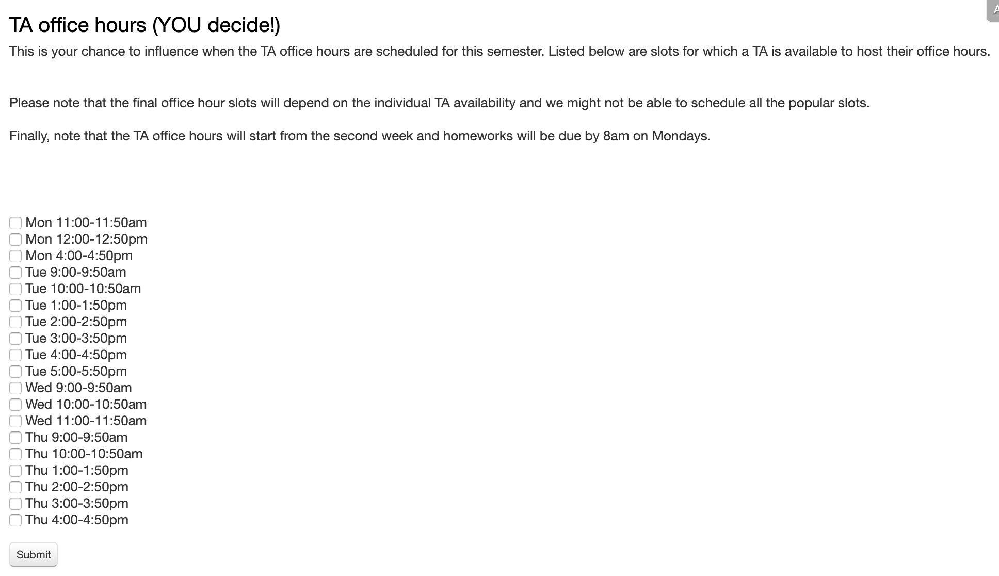 TA office hours (YOU decide!)
This is your chance to influence when the TA office hours are scheduled for this semester. Listed below are slots for which a TA is available to host their office hours.
Please note that the final office hour slots will depend on the individual TA availability and we might not be able to schedule all the popular slots.
Finally, note that the TA office hours will start from the second week and homeworks will be due by 8am on Mondays.
Mon 11:00-11:50am
Mon 12:00-12:50pm
Mon 4:00-4:50pm
Tue 9:00-9:50am
Tue 10:00-10:50am
Tue 1:00-1:50pm
Tue 2:00-2:50pm
Tue 3:00-3:50pm
Tue 4:00-4:50pm
Tue 5:00-5:50pm
Wed 9:00-9:50am
Wed 10:00-10:50am
Wed 11:00-11:50am
Thu 9:00-9:50am
Thu 10:00-10:50am
Thu 1:00-1:50pm
Thu 2:00-2:50pm
Thu 3:00-3:50pm
Thu 4:00-4:50pm
Submit